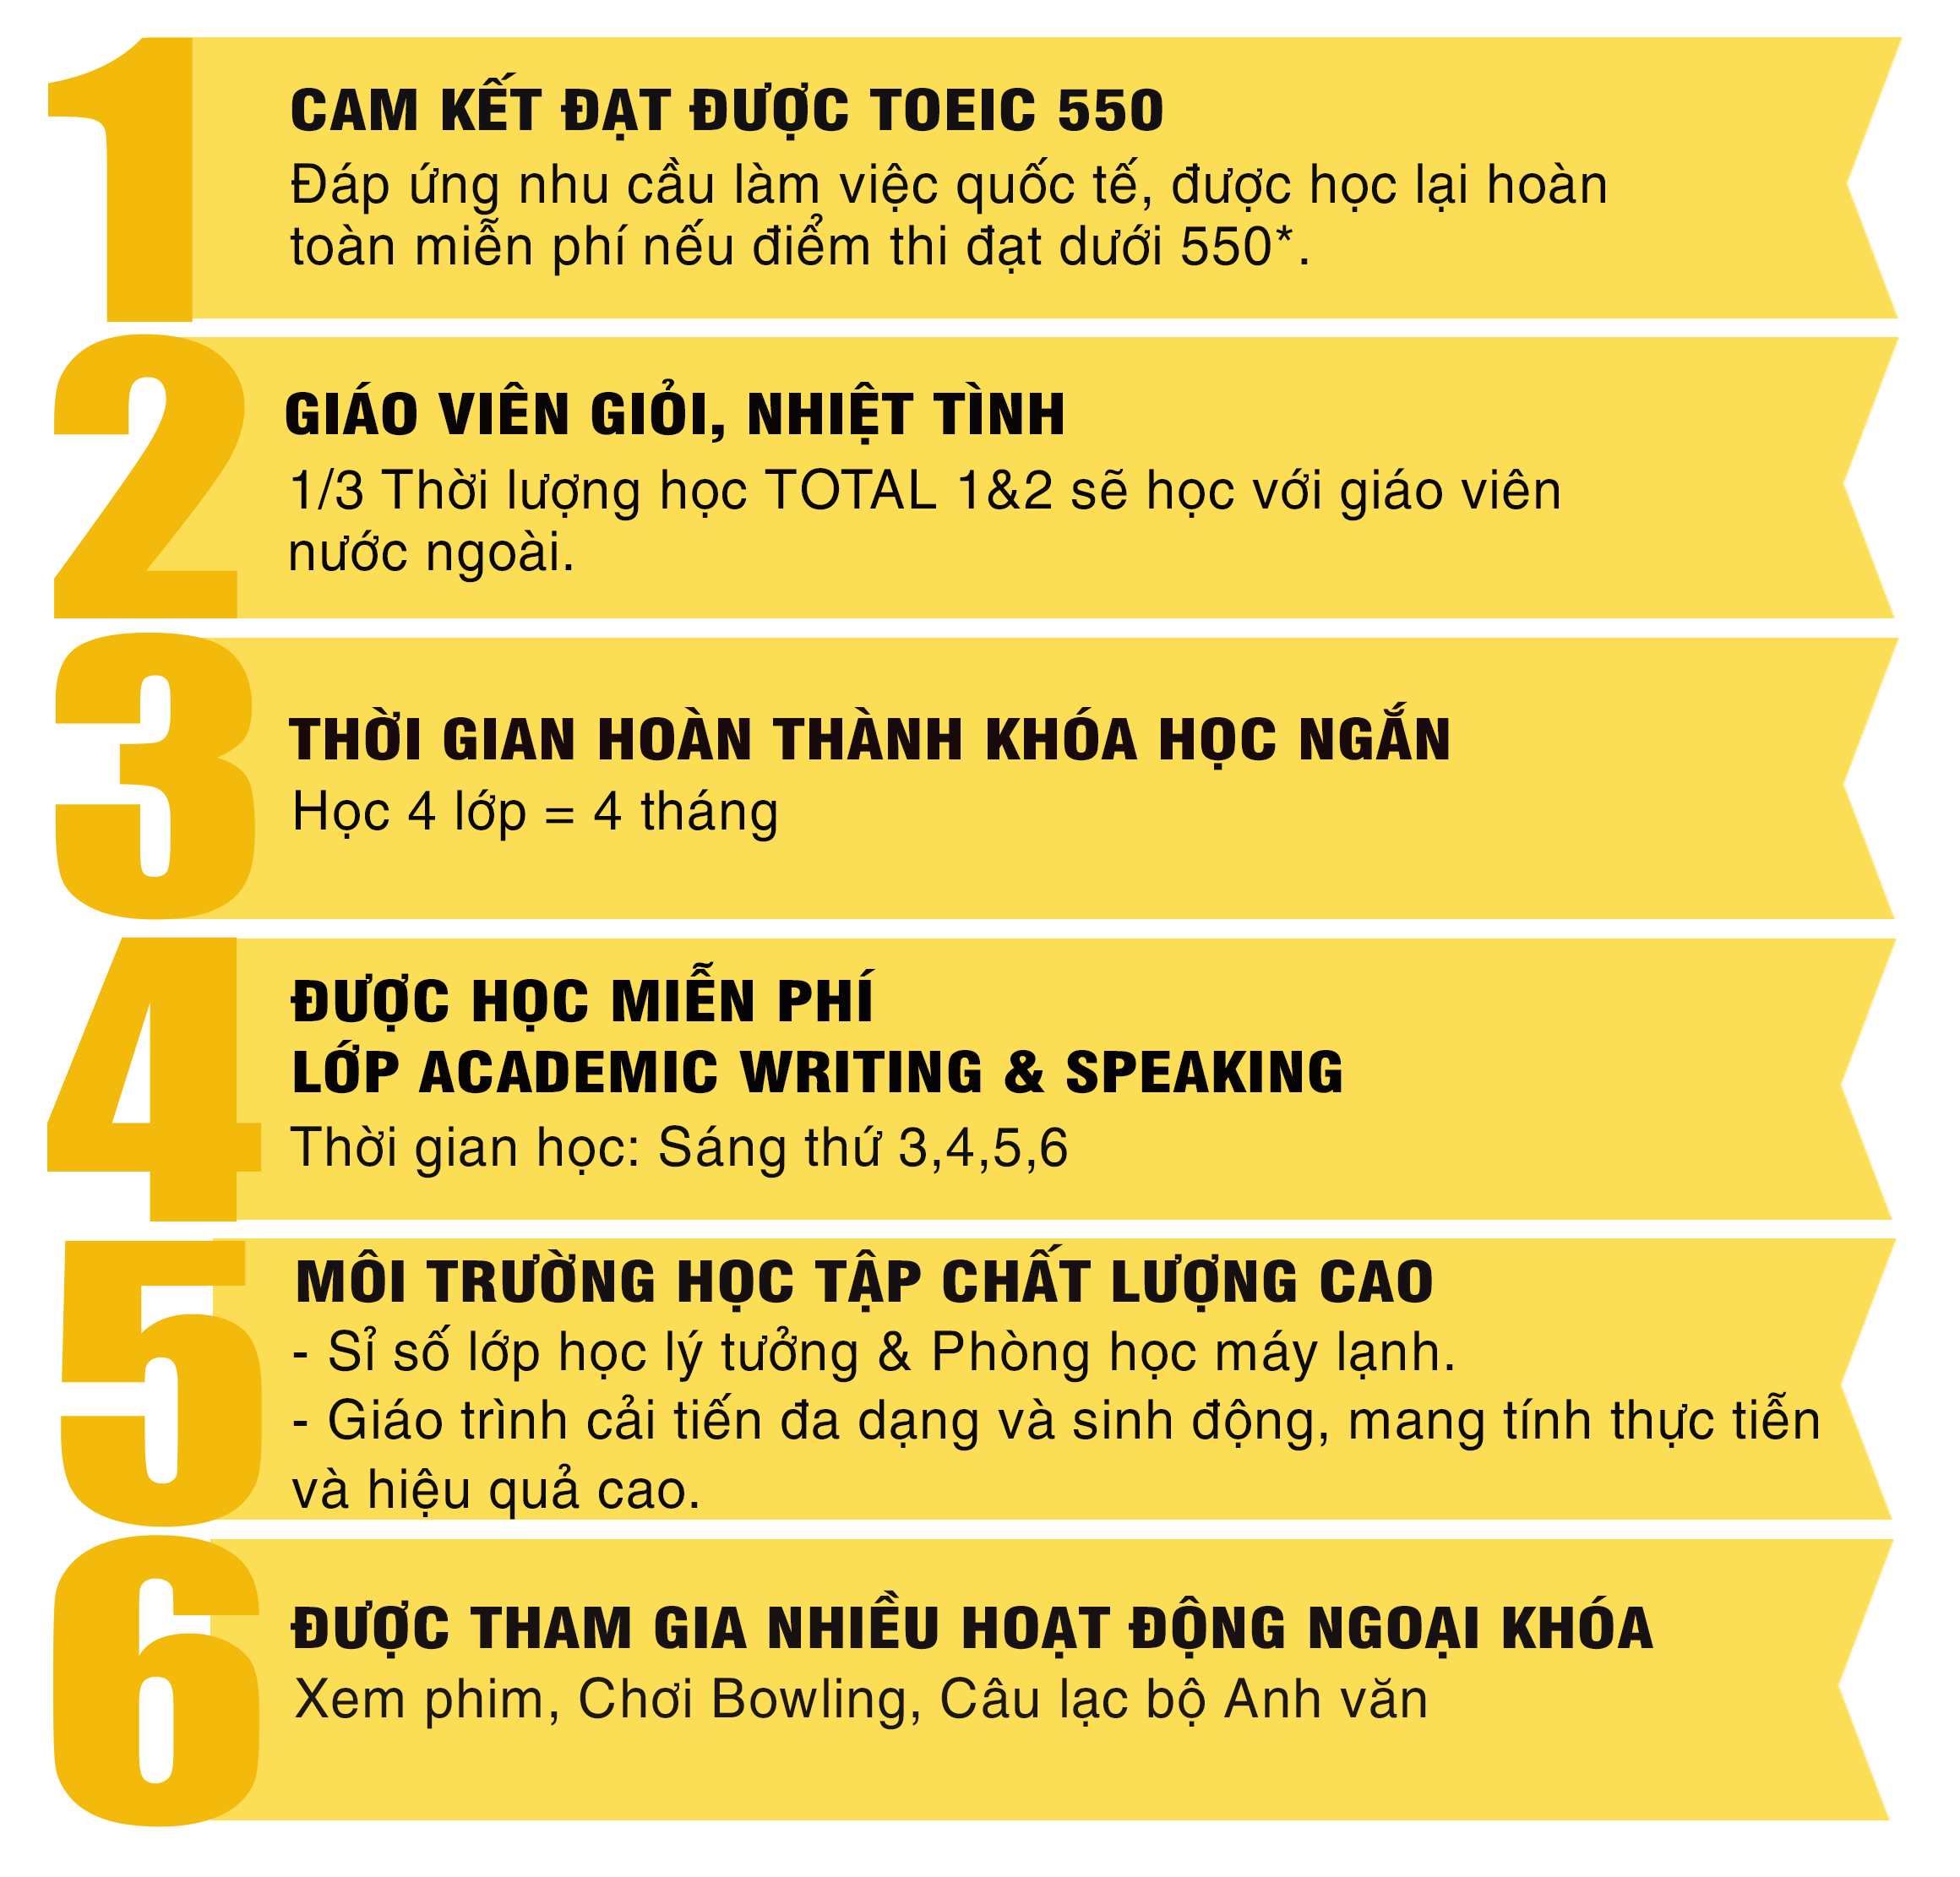 1
CAM KẾT ĐẠT ĐƯỢC TOEIC 550
Đáp ứng nhu cầu làm việc quốc tế, được học lại hoàn
toàn miễn phí nếu điểm thi đạt dưới 550*.
2
GIÁO VIÊN GIỎI, NHIỆT TÌNH
1/3 Thời lượng học TOTAL 1&2 sẽ học với giáo viên
nước ngoài.
3
THỜI GIAN HOÀN THÀNH KHÓA HỌC NGẮN
Học 4 lớp = 4 tháng
4
ĐƯỢC HỌC MIỄN PHÍ
LỚP ACADEMIC WRITING & SPEAKING
Thời gian học: Sáng thứ 3,4,5,6
5
MÔI TRƯỜNG HỌC TẬP CHẤT LƯỢNG CAO
- Sỉ số lớp học lý tưởng & Phòng học máy lạnh.
- Giáo trình cải tiến đa dạng và sinh động, mang tính thực tiễn
và hiệu quả cao.
6
ĐƯỢC THAM GIA NHIỀU HOẠT ĐỘNG NGOẠI KHÓA
Xem phim, Chơi Bowling, Câu lạc bộ Anh văn